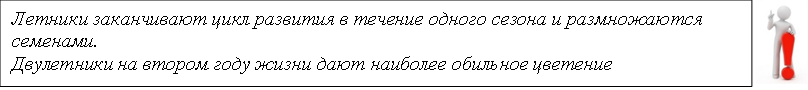 Летники заканчивают цикл развития в течение одного сезона и размножаются
семенами.
Двулетники на втором году жизни дают наиболее обильное цветение